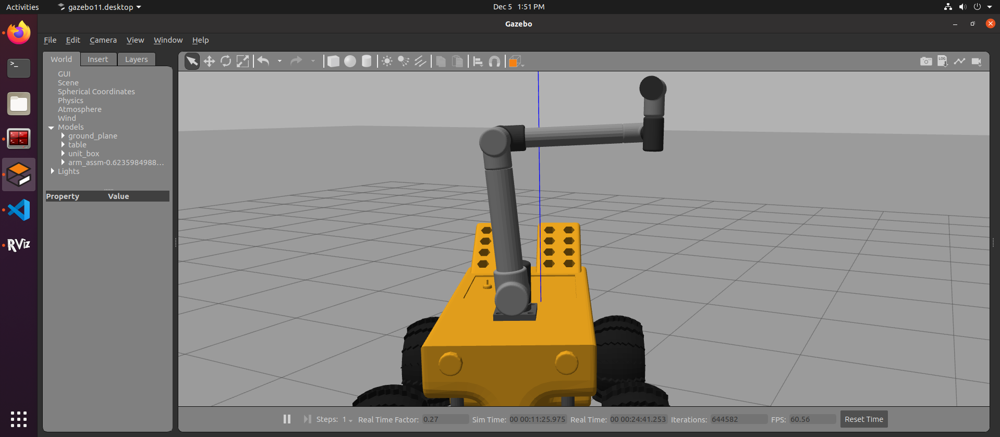 Activities gazebo11.desktop Dec 5 1:51 PM
Gazebo
File Edit Camera View Window Help
World Insert Layers
GUI
Scene
Spherical Coordinates
Physics
Atmosphere
Wind
Models
ground_plane
table
unit_box
arm_assm-0.6235984988...
Lights
Property Value
LOG
RViz
Steps: 1 Real Time Factor: 0.27 Sim Time: 00 00:11:25.975 Real Time: 00 00:24:41.253 Iterations: 644582 FPS: 60.56 Reset Time